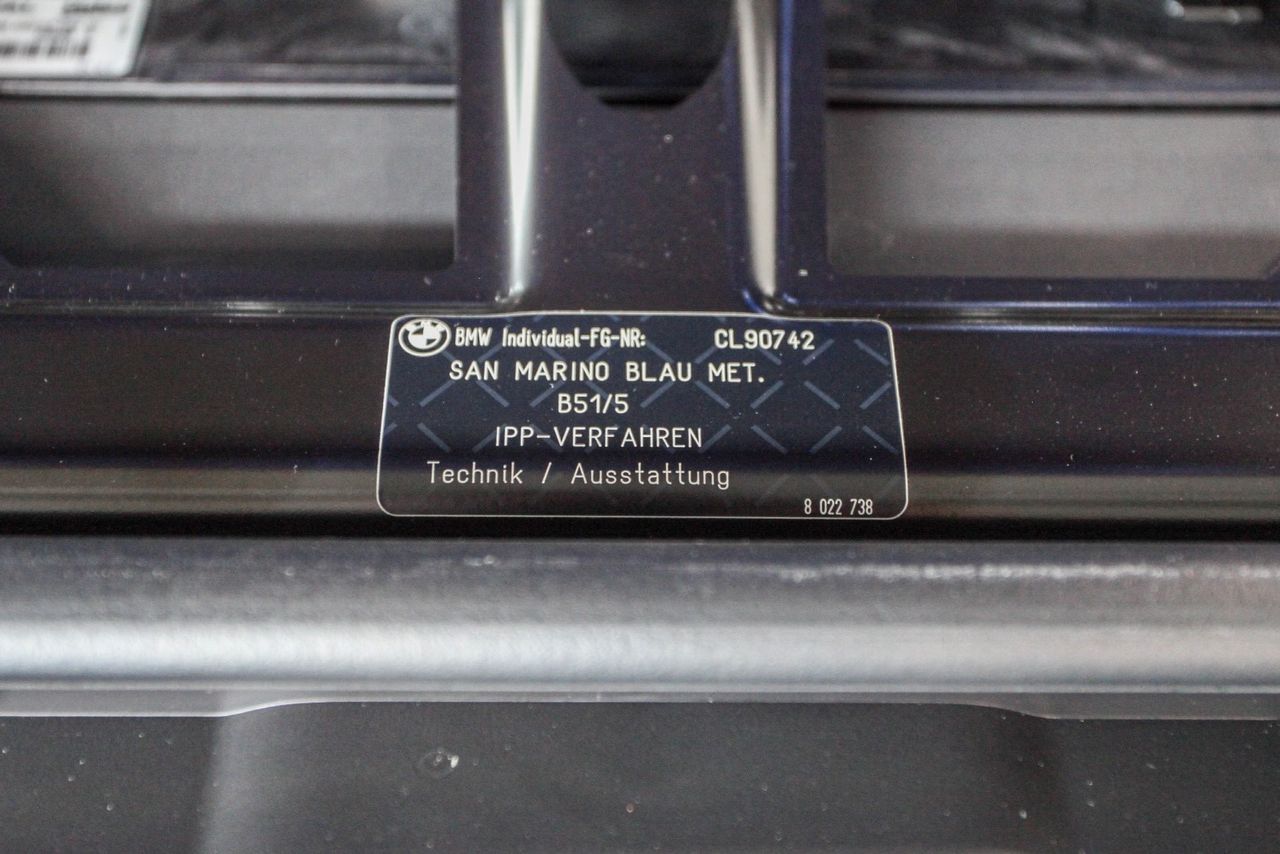 BMW Individual-FG-NR: CL90742
SAN MARINO BLAU MET.
B51/5
IPP-VERFAHREN
Technik / Ausstattung
8 022 738